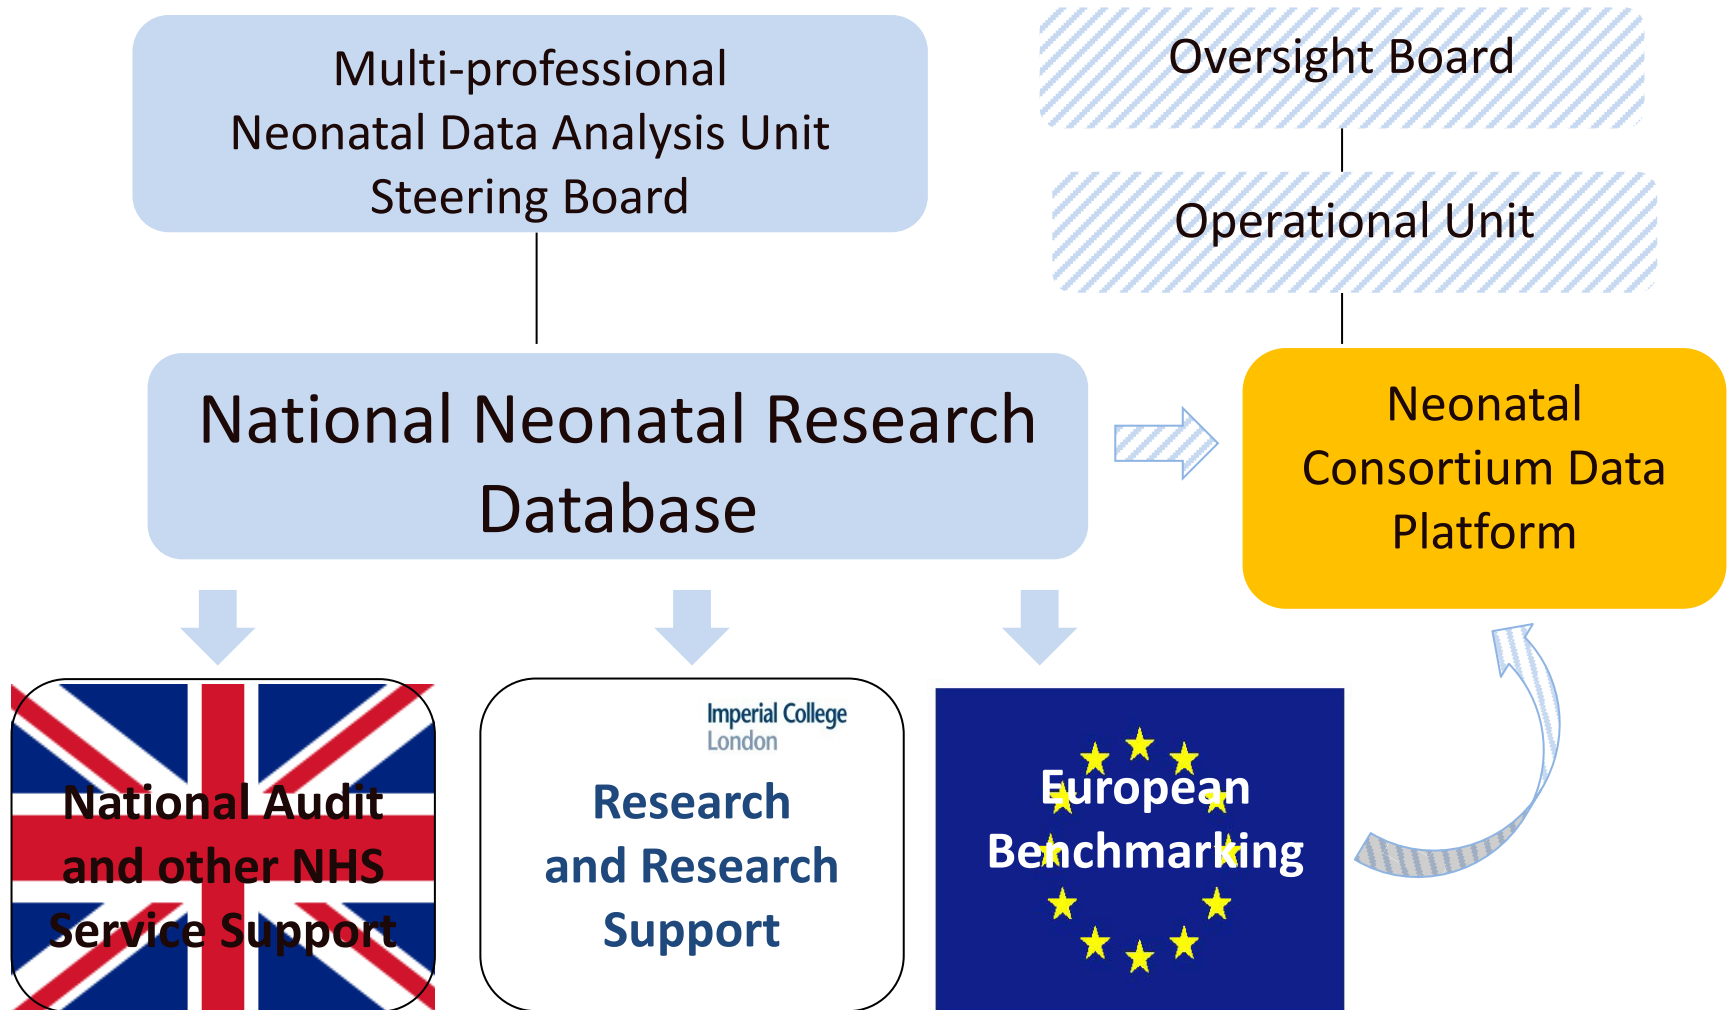 Multi-professional
Neonatal Data Analysis Unit
Steering Board
Oversight Board
Operational Unit
National Neonatal Research
Database
Neonatal
Consortium Data
Platform
National Audit
and other NHS
Service Support
Imperial College
London
Research
and Research
Support
European
Benchmarking